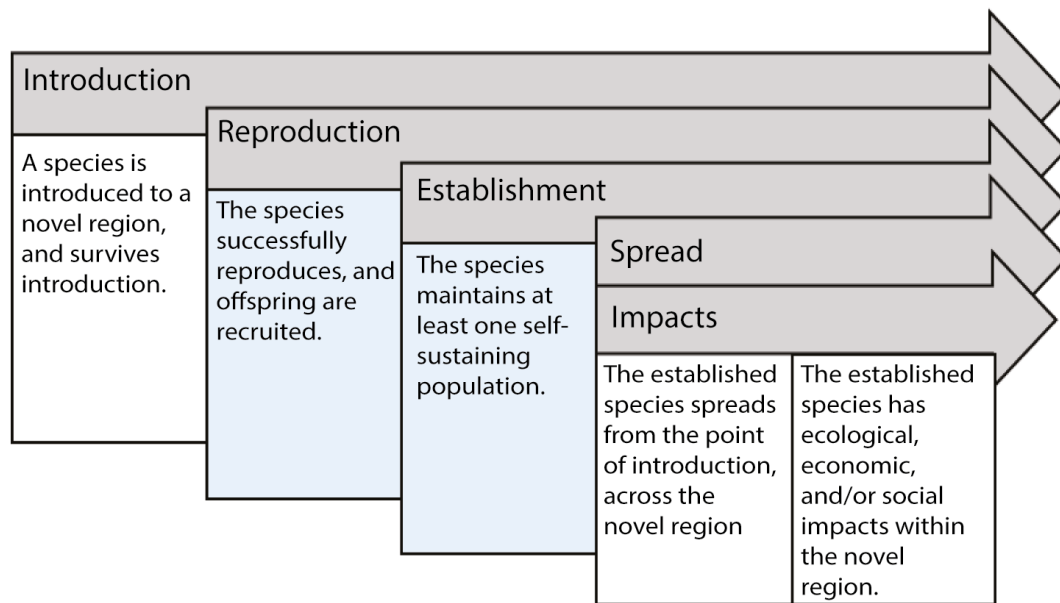 Introduction
A species is
introduced to a
novel region,
and survives
introduction.
Reproduction
The species
successfully
reproduces, and
offspring are
recruited.
Establishment
The species
maintains at
least one self-
sustaining
population.
Spread
Impacts
The established
species spreads
from the point
of introduction,
across the
novel region
The established
species has
ecological,
economic,
and/or social
impacts within
the novel
region.